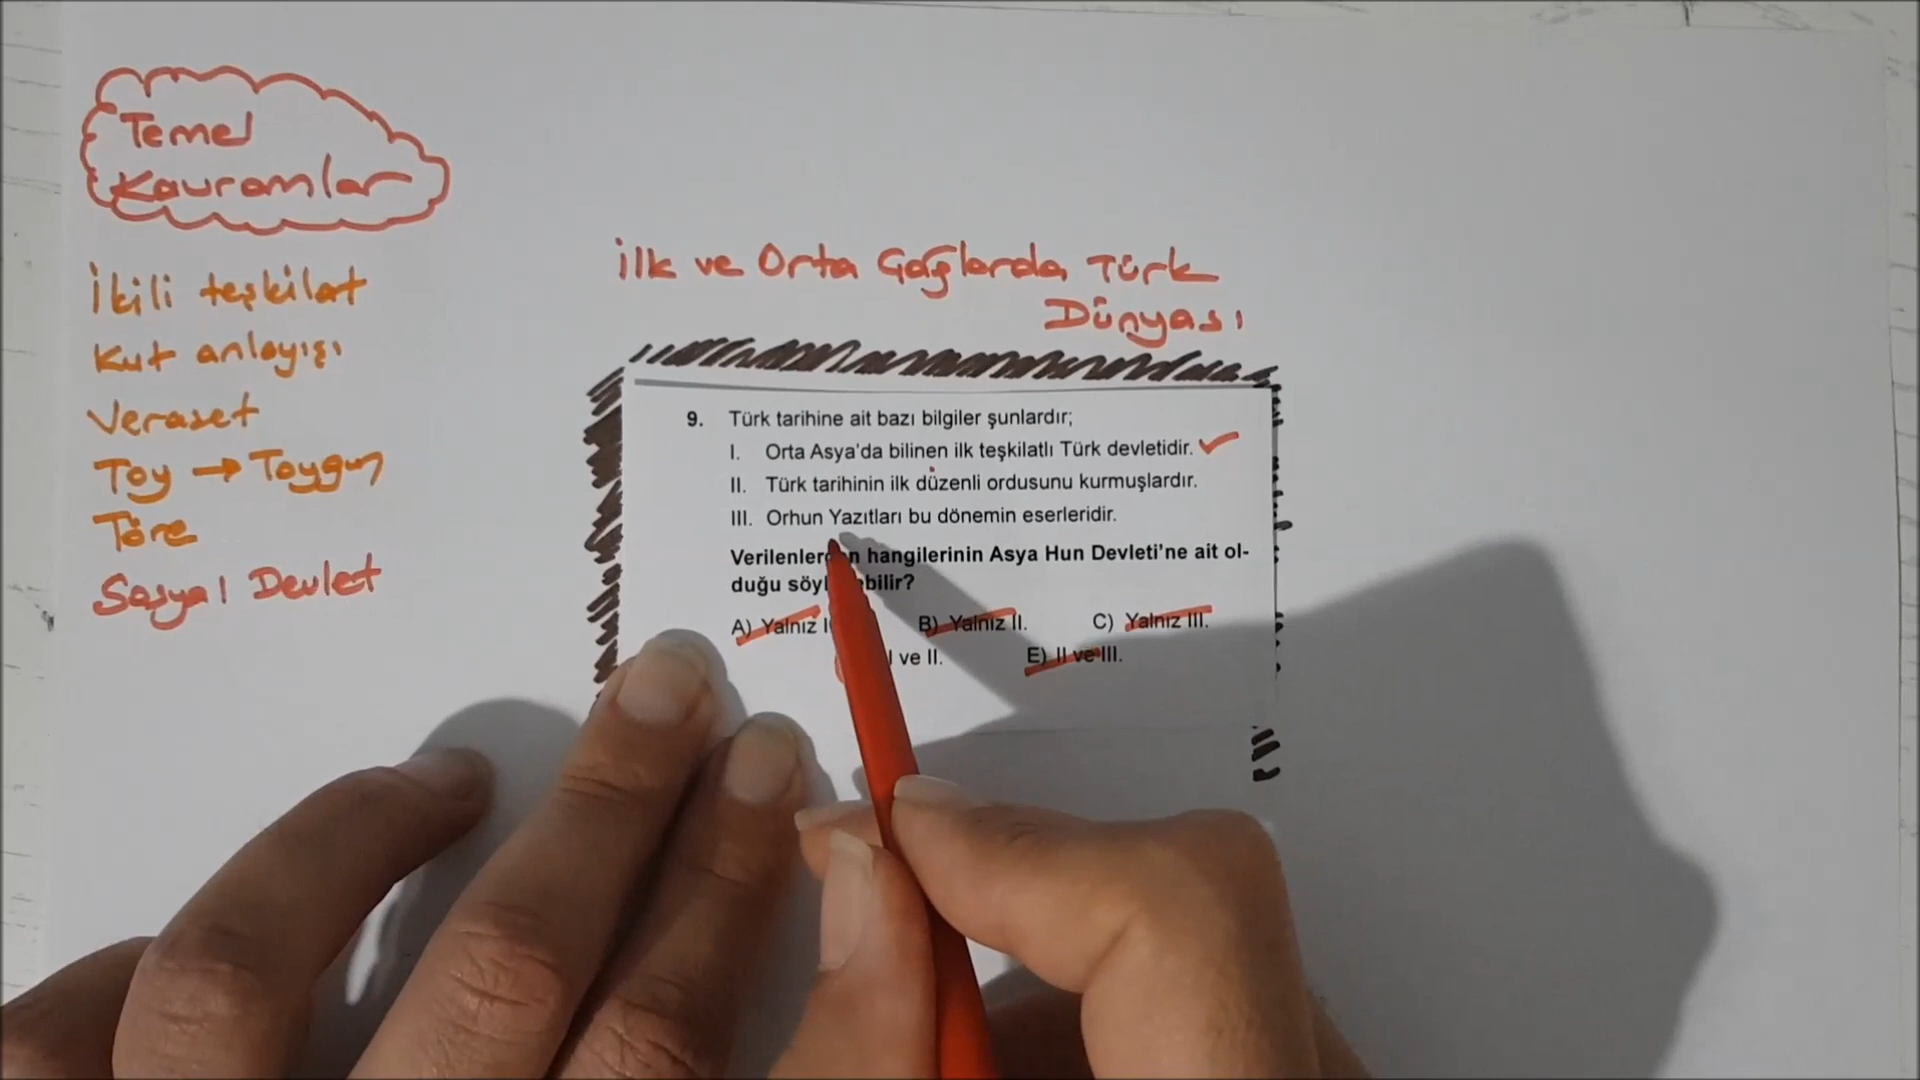 Temel
Kavramlar
İkili teşkilat
Kut anlayışı
Veraset
Toy → Toygun
Töre
Sosyal Devlet
İlk ve Orta Çağlarda Türk
Dünyası
9. Türk tarihine ait bazı bilgiler şunlardır;
I. Orta Asya'da bilinen ilk teşkilatlı Türk devletidir.
II. Türk tarihinin ilk düzenli ordusunu kurmuşlardır.
III. Orhun Yazıtları bu dönemin eserleridir.
hangilerinin Asya Hun Devleti'ne ait ol-
duğu
A) Yalnız I B) Yalnız II. C) Yalnız III.
I ve II. E) II ve III.